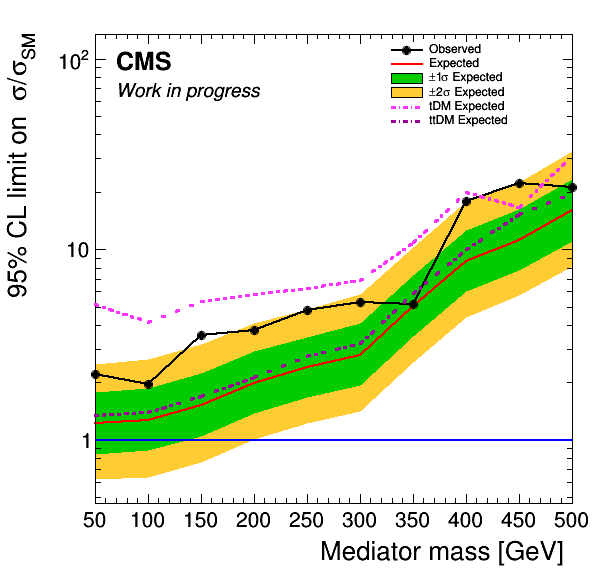 CMS
Work in progress
Observed
Expected
±1σ Expected
±2σ Expected
tDM Expected
ttDM Expected
95% CL limit on σ/σSM
10²
10
1
50 100 150 200 250 300 350 400 450 500
Mediator mass [GeV]